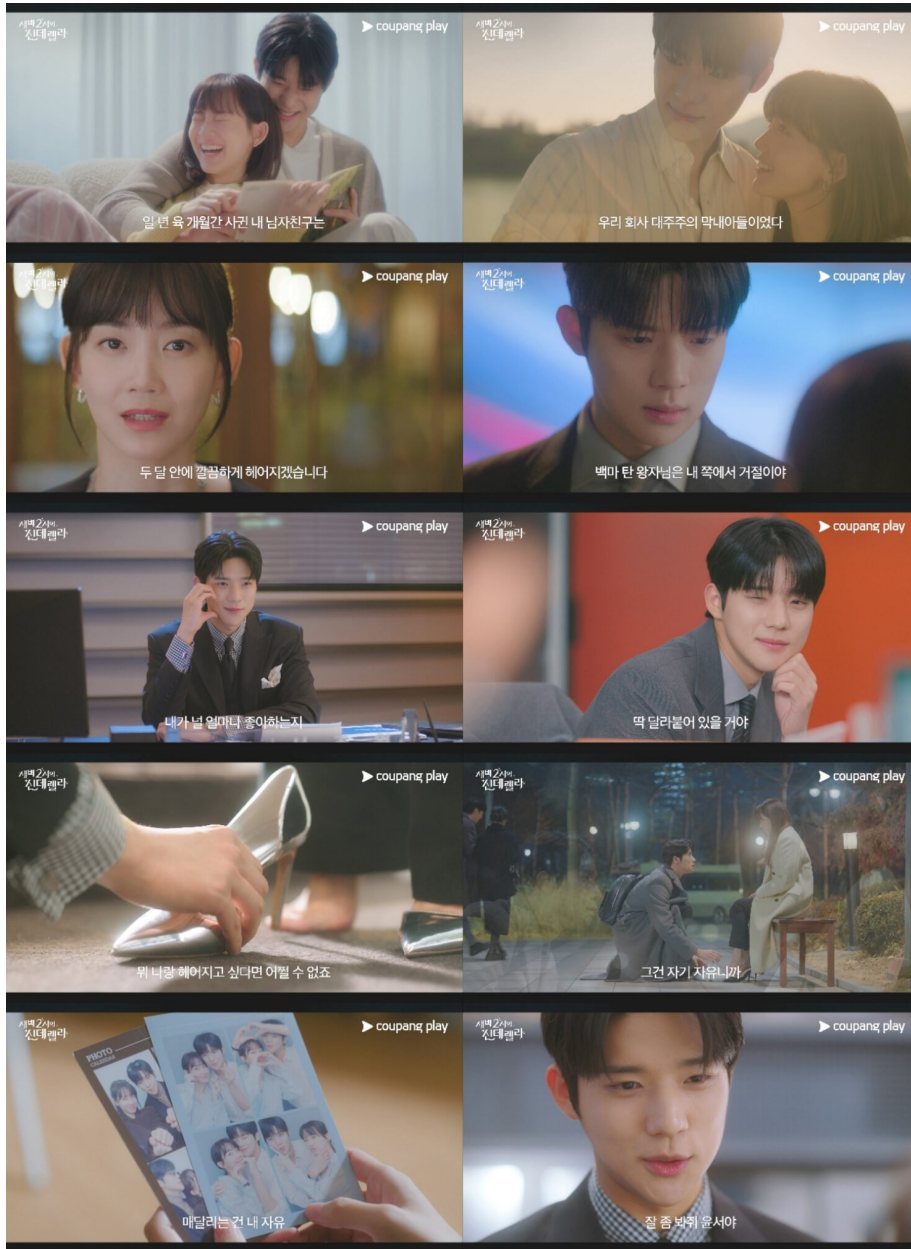 새벽 2시의
신데렐라
coupang play
일 년 육 개월간 사귄 내 남자친구는
새벽 2시의
신데렐라
coupang play
우리 회사 대주주의 막내아들이었다
새벽 2시의
신데렐라
coupang play
두 달 안에 깔끔하게 헤어지겠습니다
새벽 2시의
신데렐라
coupang play
백마 탄 왕자님은 내 쪽에서 거절이야
새벽 2시의
신데렐라
coupang play
내가 널 얼마나 좋아하는지
새벽 2시의
신데렐라
coupang play
딱 달라붙어 있을 거야
새벽 2시의
신데렐라
coupang play
뭐 나랑 헤어지고 싶다면 어쩔 수 없죠
새벽 2시의
신데렐라
coupang play
그건 자기 자유니까
새벽 2시의
신데렐라
coupang play
PHOTO
매달리는 건 내 자유
새벽 2시의
신데렐라
coupang play
잘 좀 봐줘 윤서야